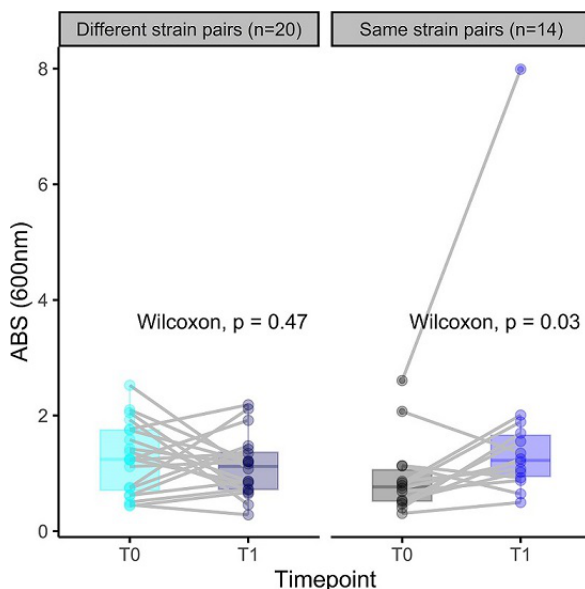 Different strain pairs (n=20)
Same strain pairs (n=14)
8
6
4
2
0
ABS (600nm)
Wilcoxon, p = 0.47
Wilcoxon, p = 0.03
T0
T1
T0
T1
Timepoint